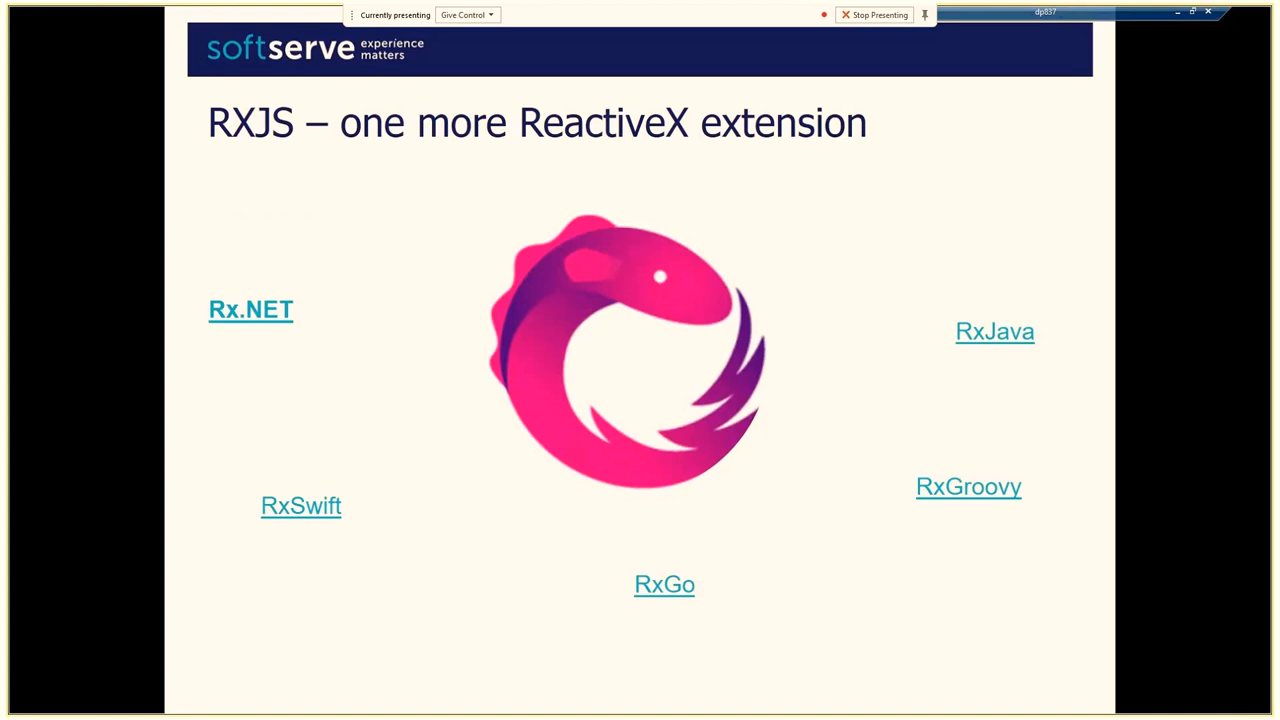 Currently presenting
Give Control
Stop Presenting
dp837
softserve experience matters
RXJS – one more ReactiveX extension
Rx.NET
RxJava
RxGroovy
RxSwift
RxGo